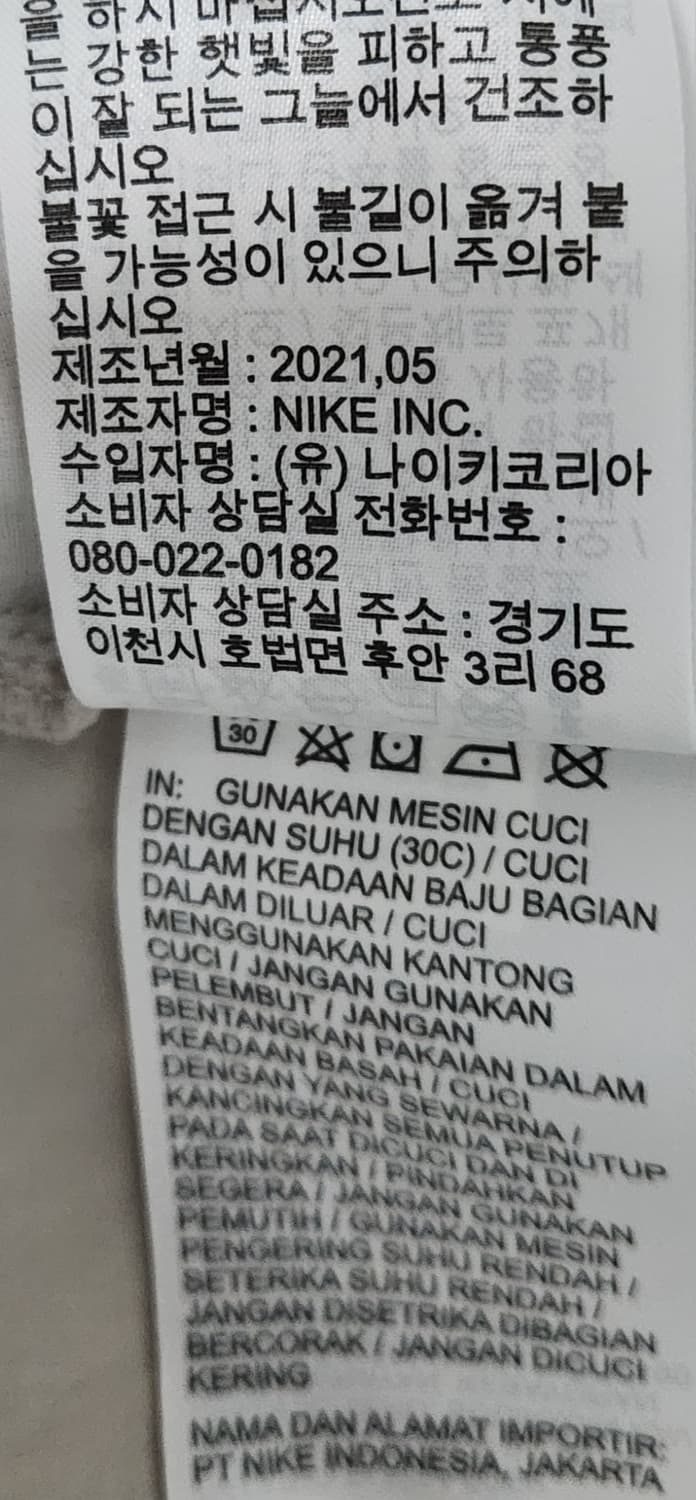 는 강한 햇빛을 피하고 통풍
이 잘 되는 그늘에서 건조하
십시오
불꽃 접근 시 불길이 옮겨 붙
을 가능성이 있으니 주의하
십시오
제조년월 : 2021,05
제조자명 : NIKE INC.
수입자명 : (유) 나이키코리아
소비자 상담실 전화번호 :
080-022-0182
소비자 상담실 주소 : 경기도
이천시 호법면 후안 3리 68
30
IN: GUNAKAN MESIN CUCI
DENGAN SUHU (30C) / CUCI
DALAM KEADAAN BAJU BAGIAN
DALAM DILUAR / CUCI
MENGGUNAKAN KANTONG
CUCI / JANGAN GUNAKAN
PELEMBUT / JANGAN
BENTANGKAN PAKAIAN DALAM
KEADAAN BASAH / CUCI
DENGAN YANG SEWARNA /
KANCINGKAN SEMUA PENUTUP
PADA SAAT DICUCI DAN DI
KERINGKAN / PINDAHKAN
SEGERA / JANGAN GUNAKAN
PEMUTIH / GUNAKAN MESIN
PENGERING SUHU RENDAH /
SETERIKA SUHU RENDAH /
JANGAN DISETRIKA DIBAGIAN
BERCORAK / JANGAN DICUCI
KERING
NAMA DAN ALAMAT IMPORTIR:
PT NIKE INDONESIA, JAKARTA